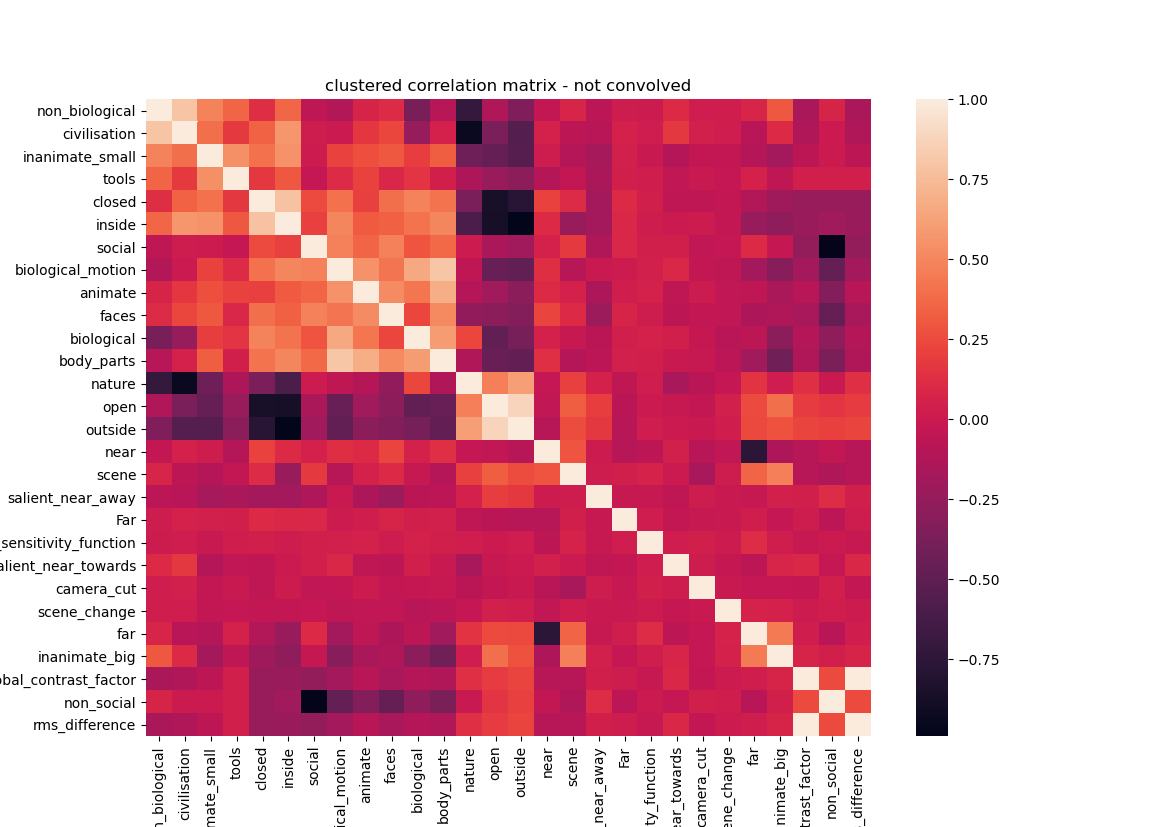 clustered correlation matrix - not convolved
non_biological
civilisation
inanimate_small
tools
closed
inside
social
biological_motion
animate
faces
biological
body_parts
nature
open
outside
near
scene
salient_near_away
Far
_sensitivity_function
alient_near_towards
camera_cut
scene_change
far
inanimate_big
obal_contrast_factor
non_social
rms_difference
1.00
0.75
0.50
0.25
0.00
−0.25
−0.50
−0.75
n_biological
civilisation
mate_small
tools
closed
inside
social
ical_motion
animate
faces
biological
body_parts
nature
open
outside
near
scene
_near_away
Far
ty_function
ear_towards
camera_cut
ene_change
far
nimate_big
trast_factor
non_social
_difference